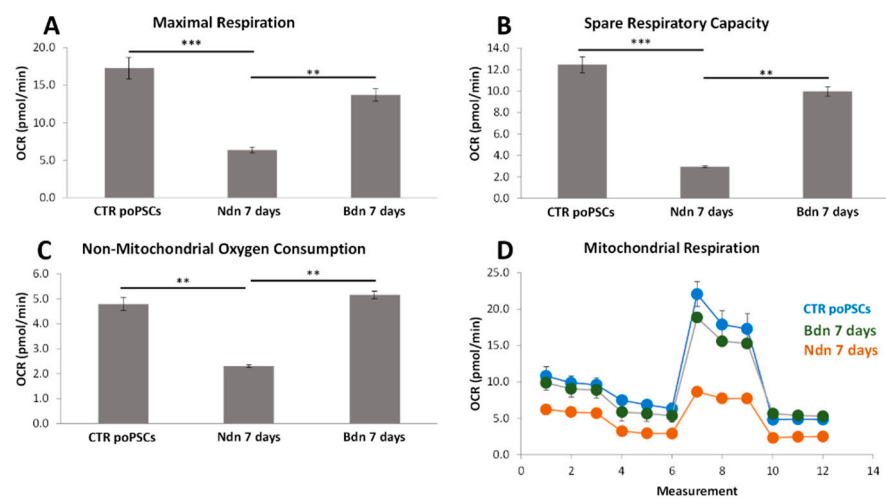 A
Maximal Respiration
OCR (pmol/min)
20.0
15.0
10.0
5.0
0.0
***
**
CTR poPSCs
Ndn 7 days
Bdn 7 days
B
Spare Respiratory Capacity
OCR (pmol/min)
14.0
12.0
10.0
8.0
6.0
4.0
2.0
0.0
***
**
CTR poPSCs
Ndn 7 days
Bdn 7 days
C
Non-Mitochondrial Oxygen Consumption
OCR (pmol/min)
6.0
5.0
4.0
3.0
2.0
1.0
0.0
**
**
CTR poPSCs
Ndn 7 days
Bdn 7 days
D
Mitochondrial Respiration
OCR (pmol/min)
25.0
20.0
15.0
10.0
5.0
0.0
CTR poPSCs
Bdn 7 days
Ndn 7 days
0 2 4 6 8 10 12 14
Measurement